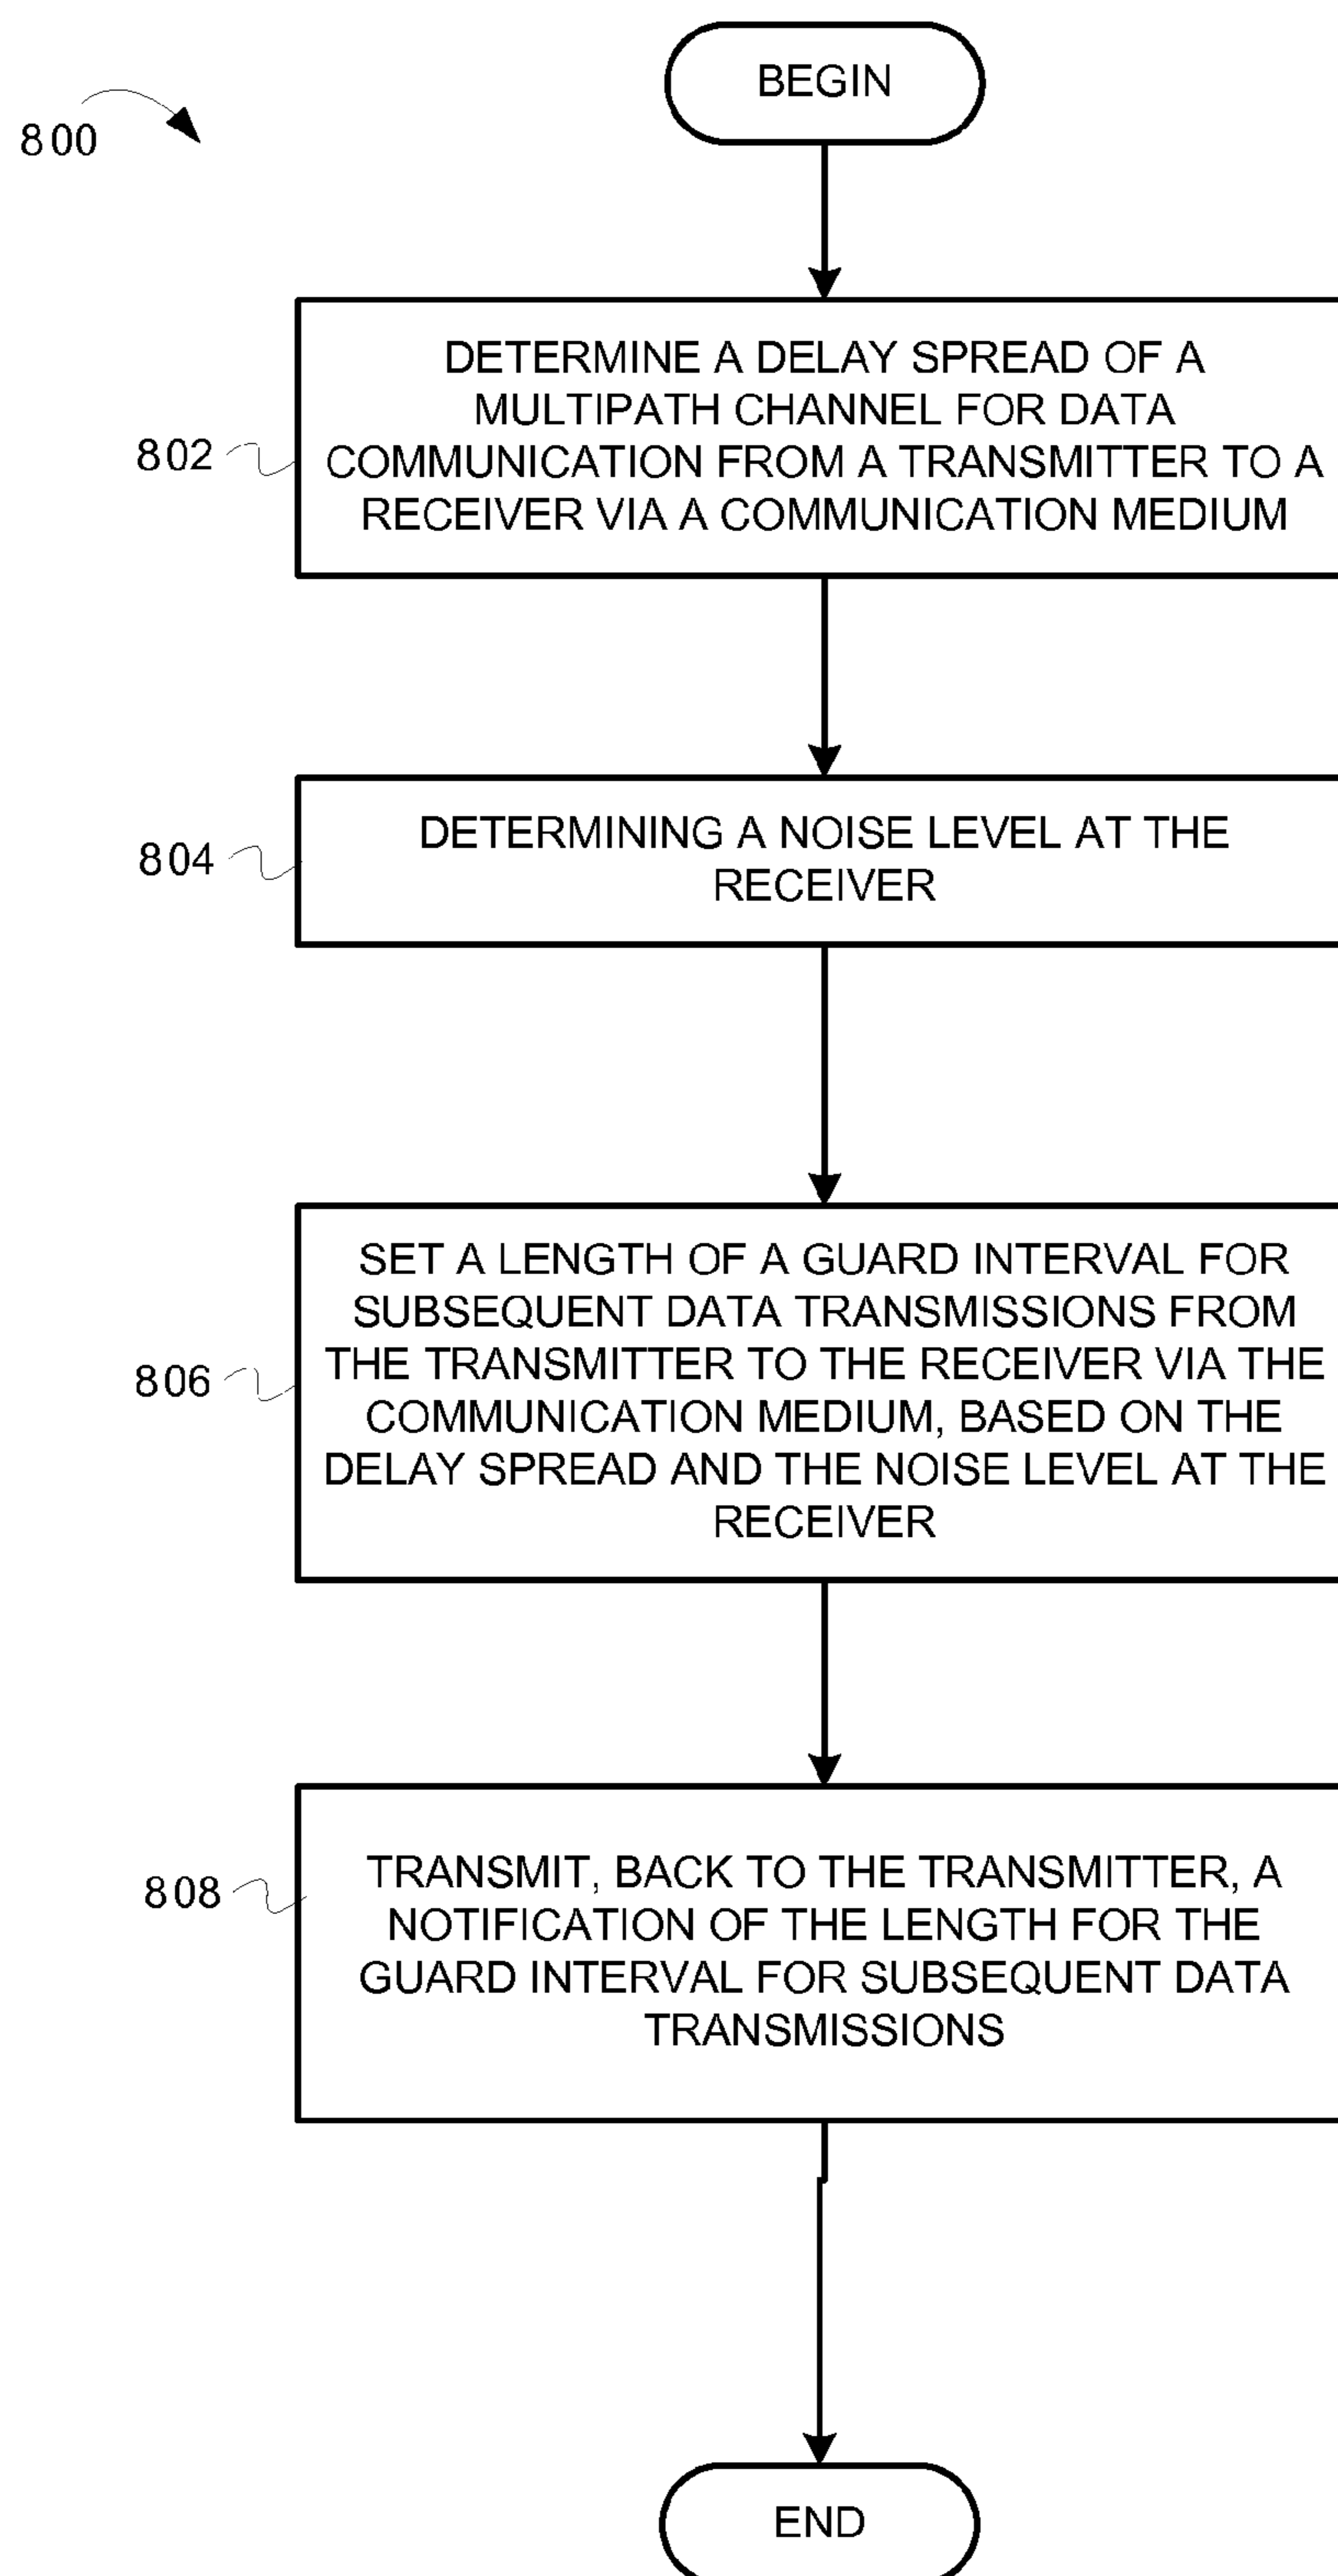 800
BEGIN
802
DETERMINE A DELAY SPREAD OF A
MULTIPATH CHANNEL FOR DATA
COMMUNICATION FROM A TRANSMITTER TO A
RECEIVER VIA A COMMUNICATION MEDIUM
804
DETERMINING A NOISE LEVEL AT THE
RECEIVER
806
SET A LENGTH OF A GUARD INTERVAL FOR
SUBSEQUENT DATA TRANSMISSIONS FROM
THE TRANSMITTER TO THE RECEIVER VIA THE
COMMUNICATION MEDIUM, BASED ON THE
DELAY SPREAD AND THE NOISE LEVEL AT THE
RECEIVER
808
TRANSMIT, BACK TO THE TRANSMITTER, A
NOTIFICATION OF THE LENGTH FOR THE
GUARD INTERVAL FOR SUBSEQUENT DATA
TRANSMISSIONS
END